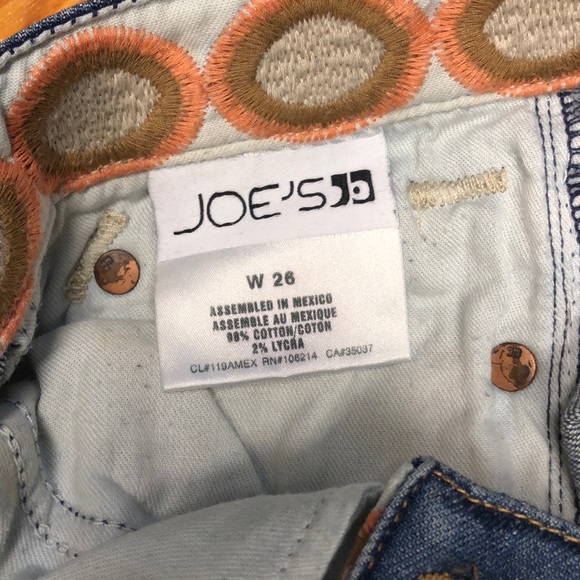 JOE'S
W 26
ASSEMBLED IN MEXICO
ASSEMBLE AU MEXIQUE
98% COTTON/COTON
2% LYCRA
CL#119AMEX RN#106214 CA#35037